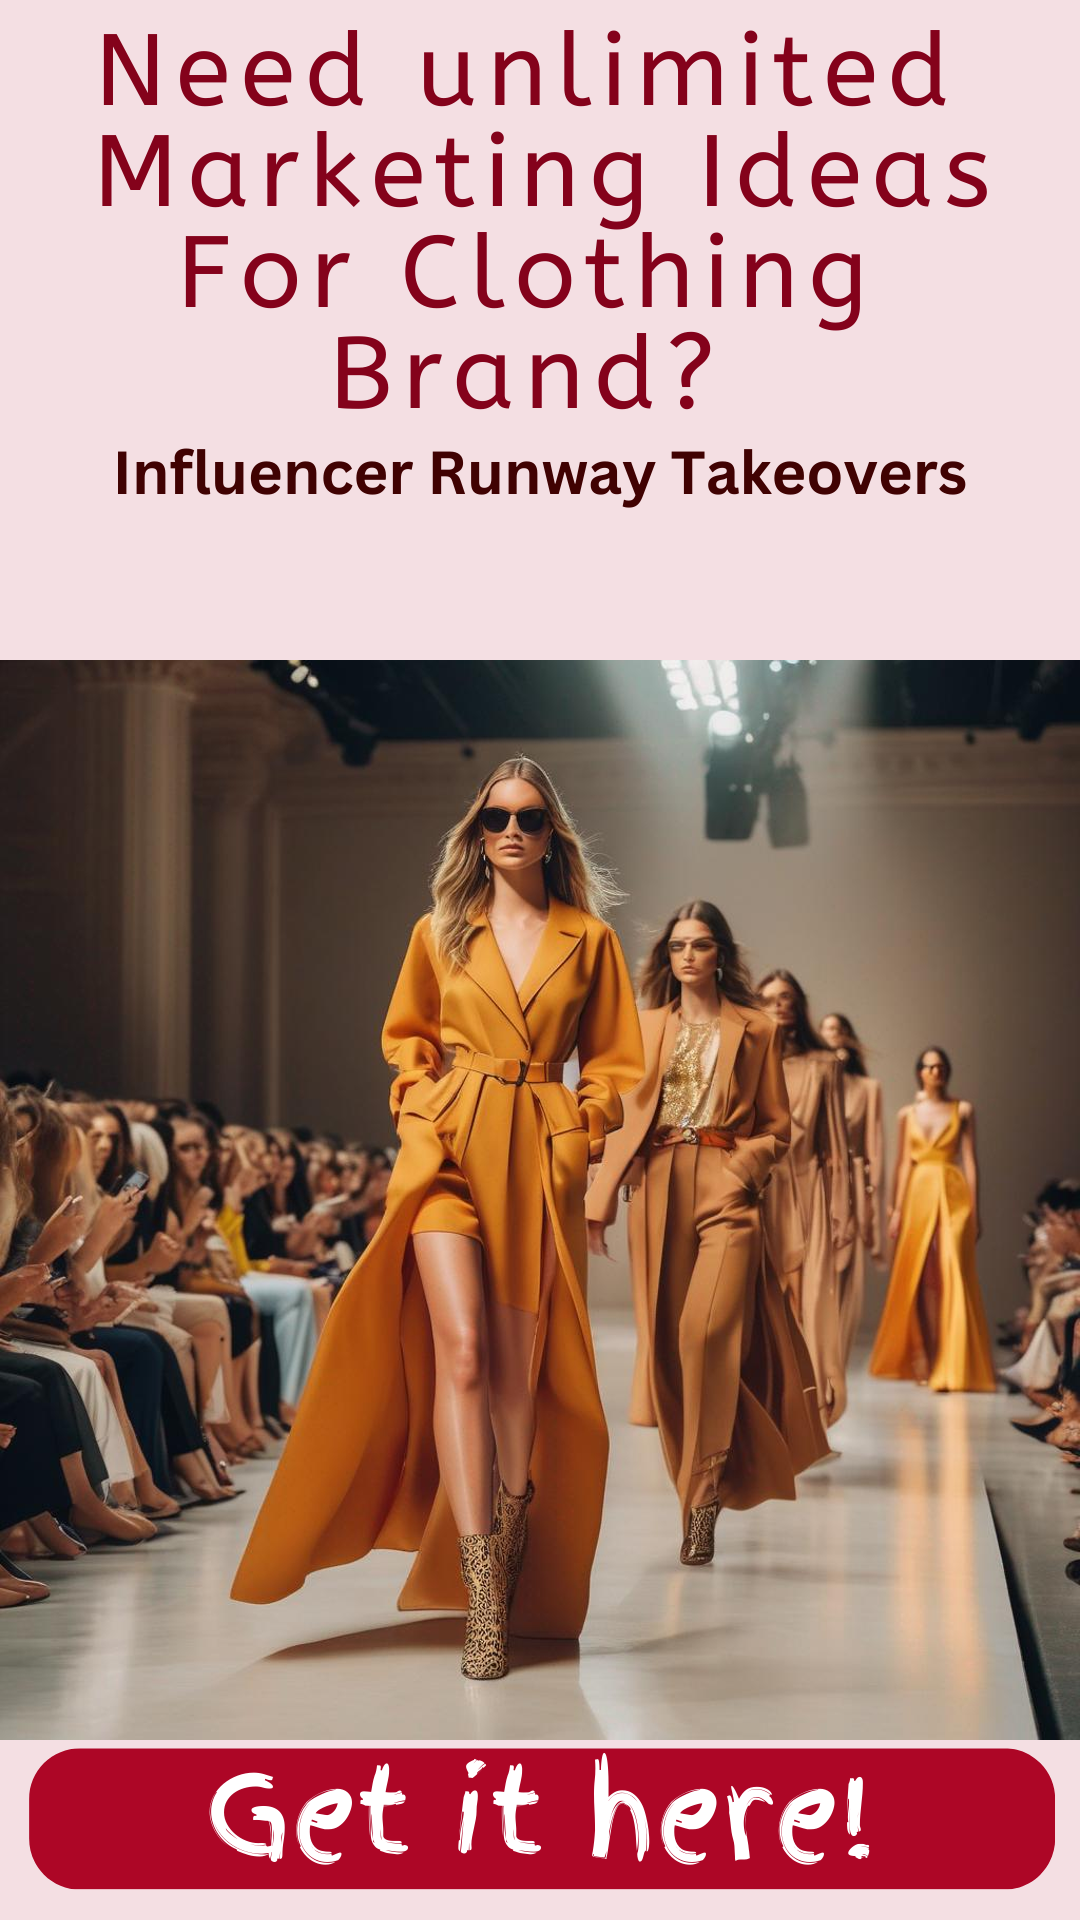 Need unlimited
Marketing Ideas
For Clothing
Brand?
Influencer Runway Takeovers
Get it here!